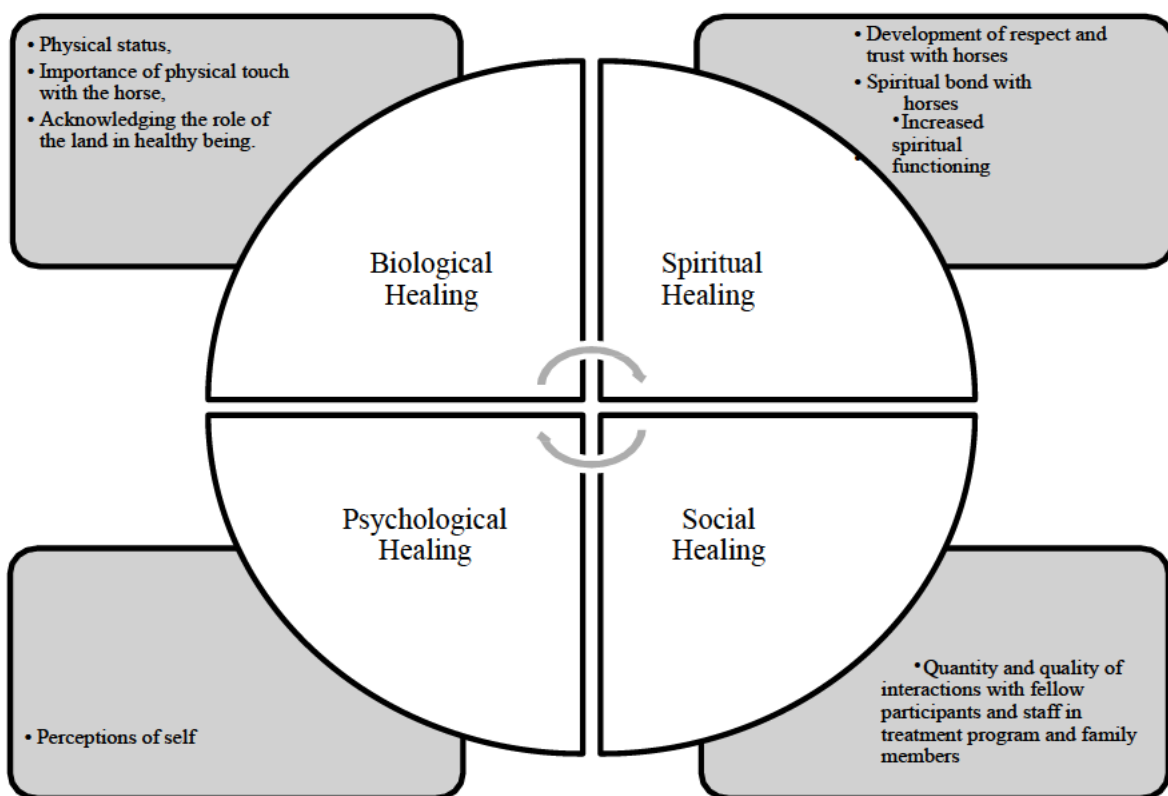 • Physical status,
• Importance of physical touch
with the horse,
• Acknowledging the role of
the land in healthy being.
• Development of respect and
trust with horses
• Spiritual bond with
horses
•Increased
spiritual
functioning
•
Biological
Healing
Spiritual
Healing
Psychological
Healing
Social
Healing
• Perceptions of self
•Quantity and quality of
interactions with fellow
participants and staff in
treatment program and family
members